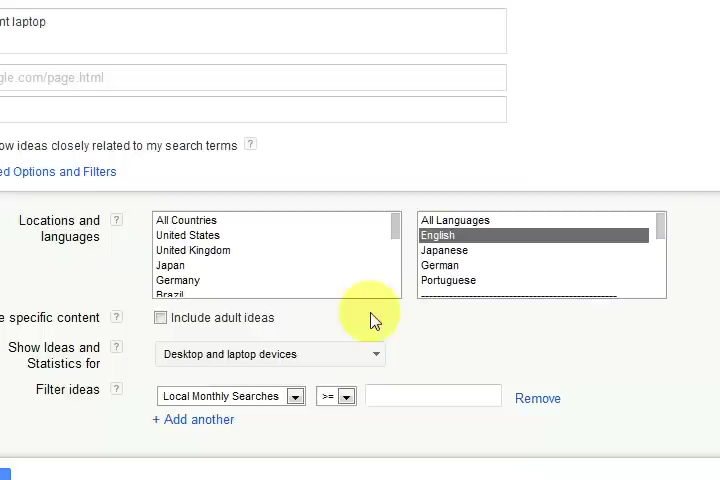 nt laptop
gle.com/page.html
ow ideas closely related to my search terms ?
ed Options and Filters
Locations and languages ?
All Countries
United States
United Kingdom
Japan
Germany
Brazil
All Languages
English
Japanese
German
Portuguese
e specific content ? Include adult ideas
Show Ideas and Statistics for ? Desktop and laptop devices
Filter ideas ? Local Monthly Searches >= Remove
+ Add another